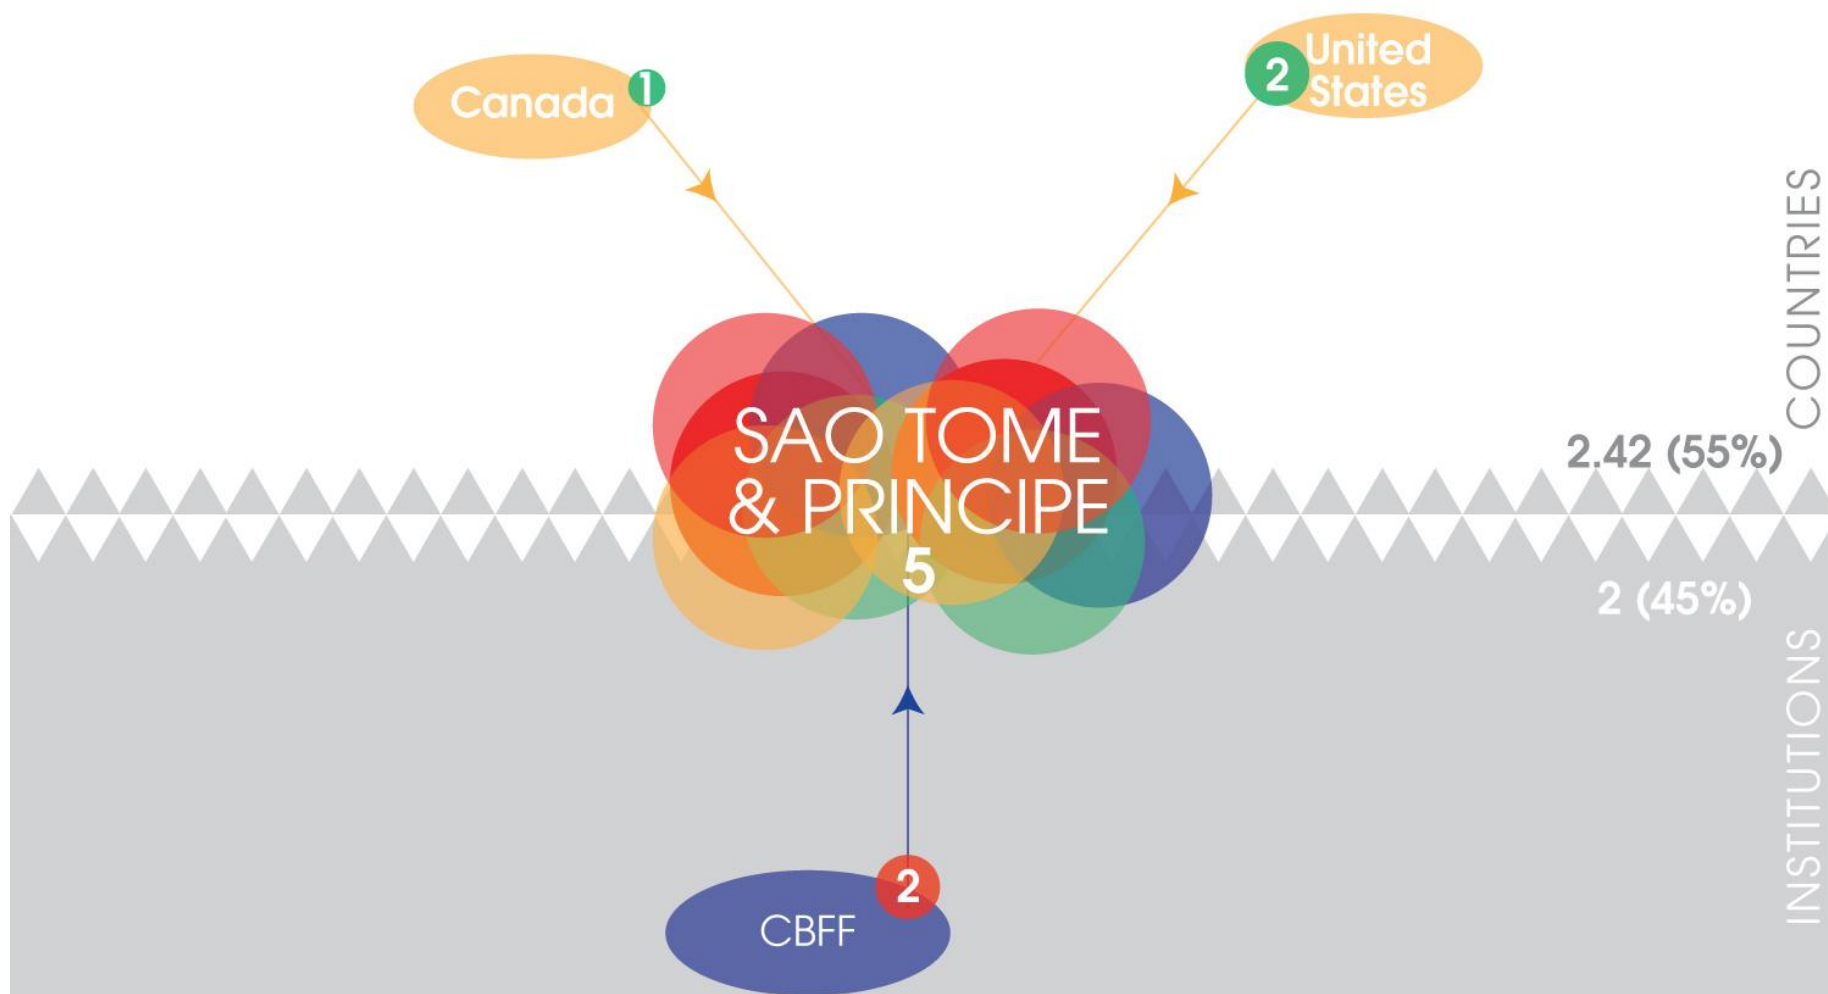 Canada
1
2
United
States
COUNTRIES
SAO TOME
& PRINCIPE
5
2.42 (55%)
2 (45%)
INSTITUTIONS
2
CBFF